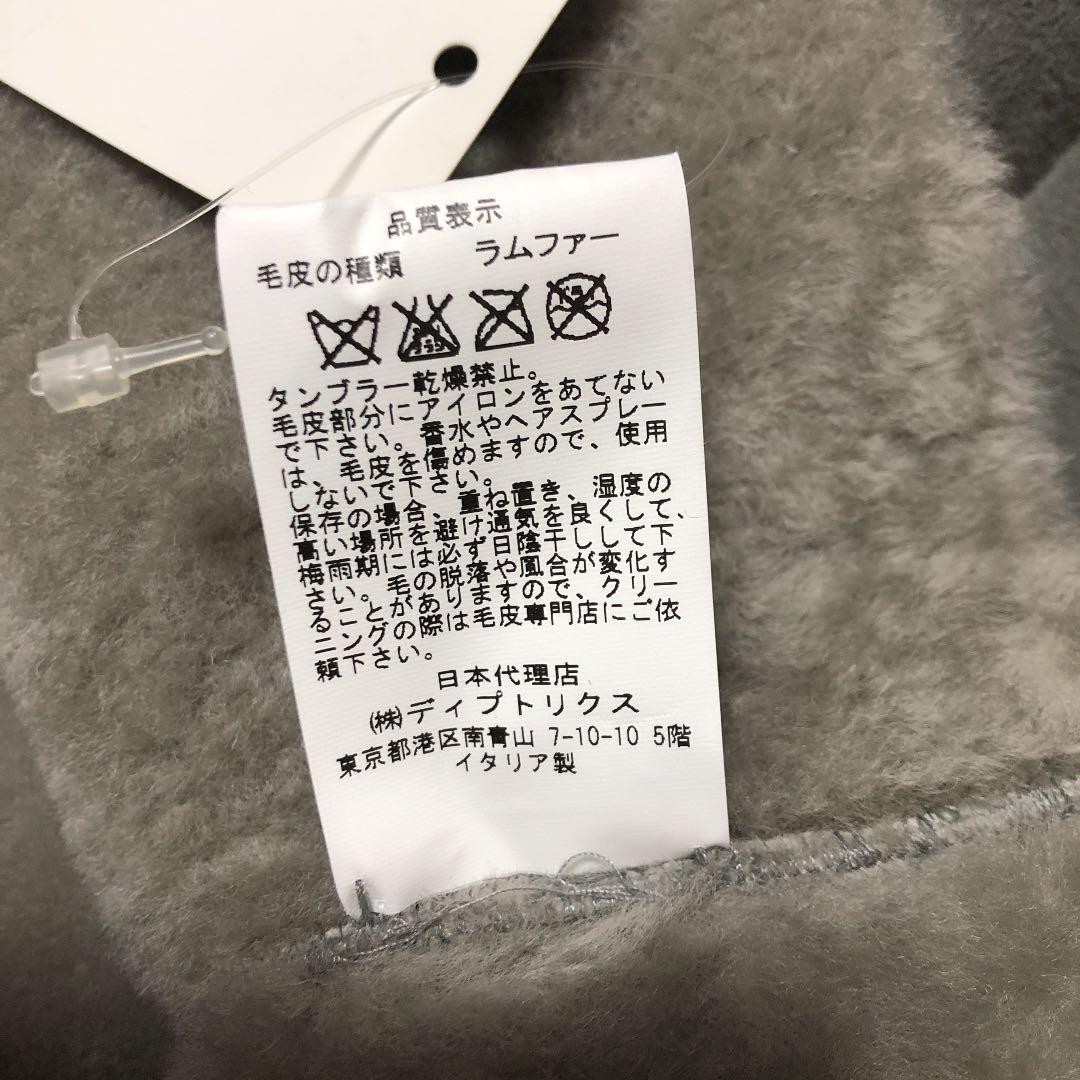 品質表示
毛皮の種類　ラムファー
タンブラー乾燥禁止。
毛皮部分にアイロンをあてない
で下さい。番水やヘアスプレー
は、毛皮を傷めますので、使用
しないで下さい。
保存の場合、重ね置き、湿度の
高い場所を避け通気を良くして、
梅雨期には必ず日陰干しして下
さい。毛の脱落や風合が変化す
ることがありますので、クリー
ニングの際は毛皮専門店にご依
頼下さい。
日本代理店
㈱ディプトリクス
東京都港区南青山 7-10-10 5階
イタリア製